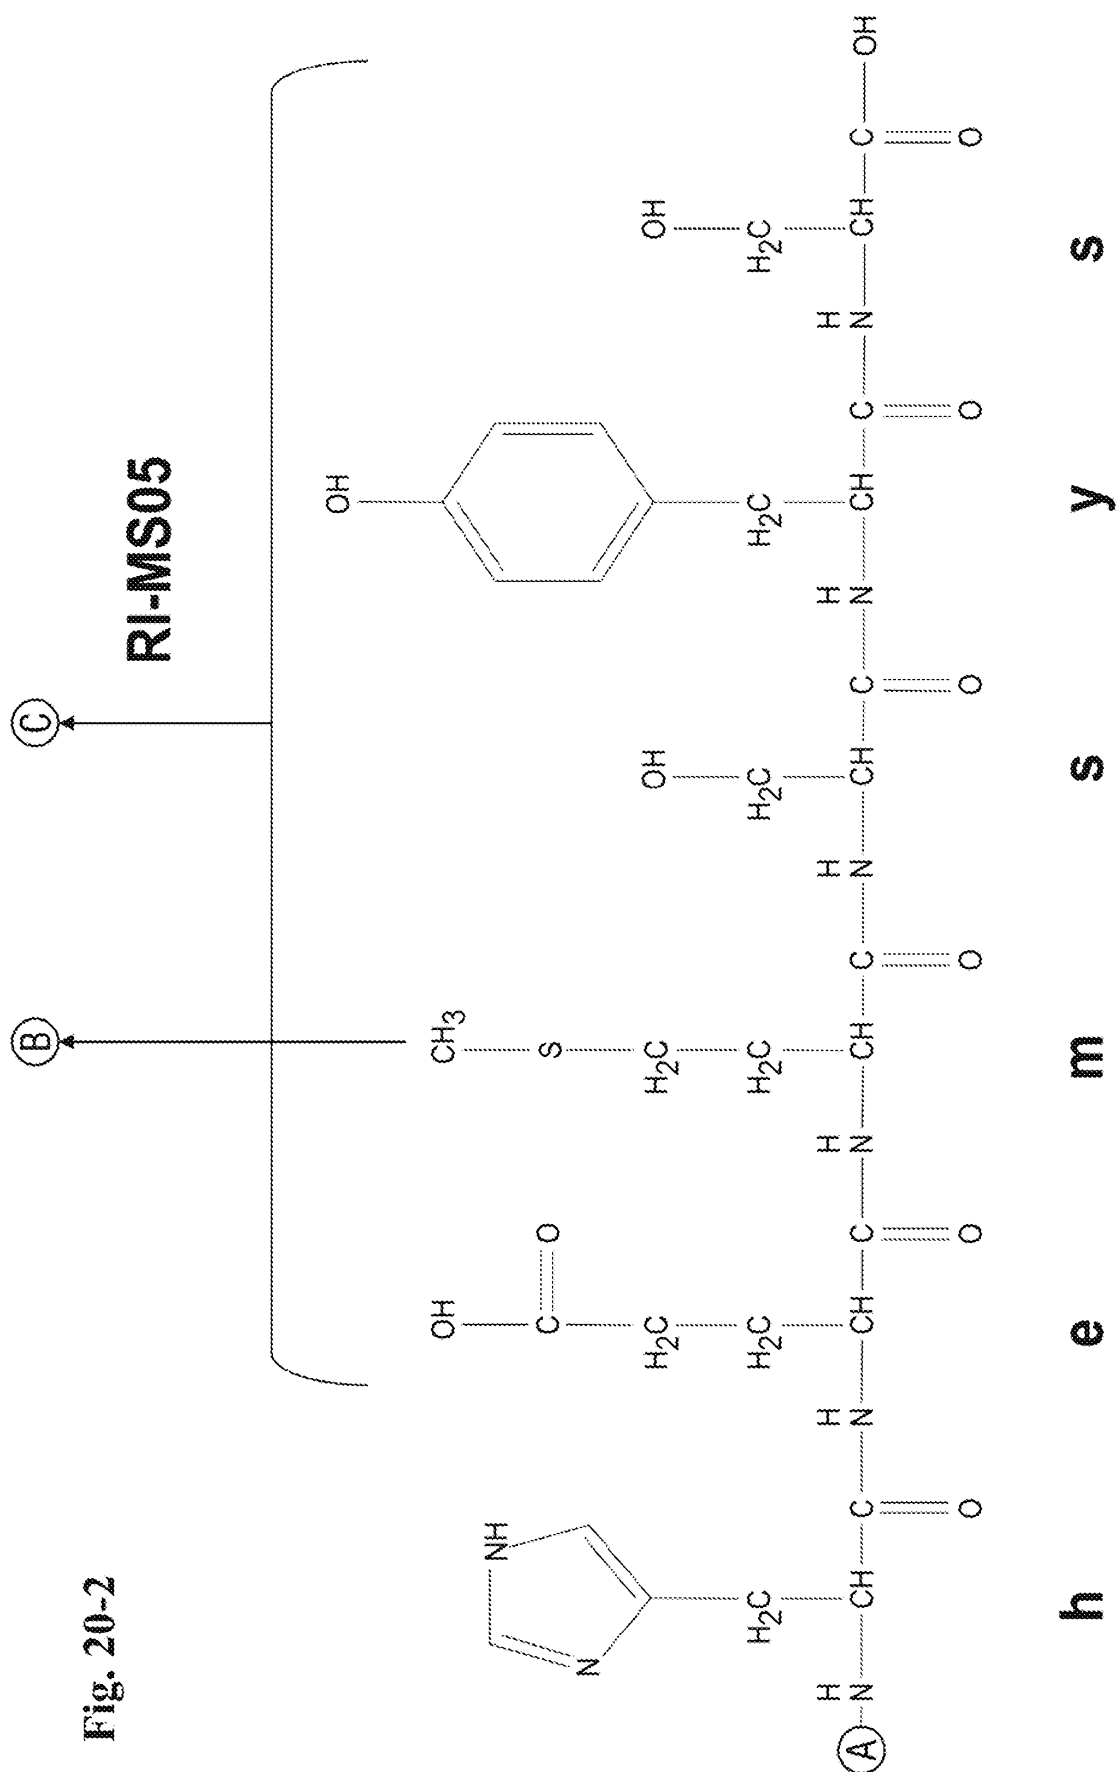 B C
Fig. 20-2
RI-MS05
OH
OH CH3
NH
C O S
N
H2C H2C OH OH
H2C H2C H2C H2C H2C H2C
H H H H H H
A N CH C N CH C N CH C N CH C N CH C N CH C OH
O O O O O O
h e m s y s